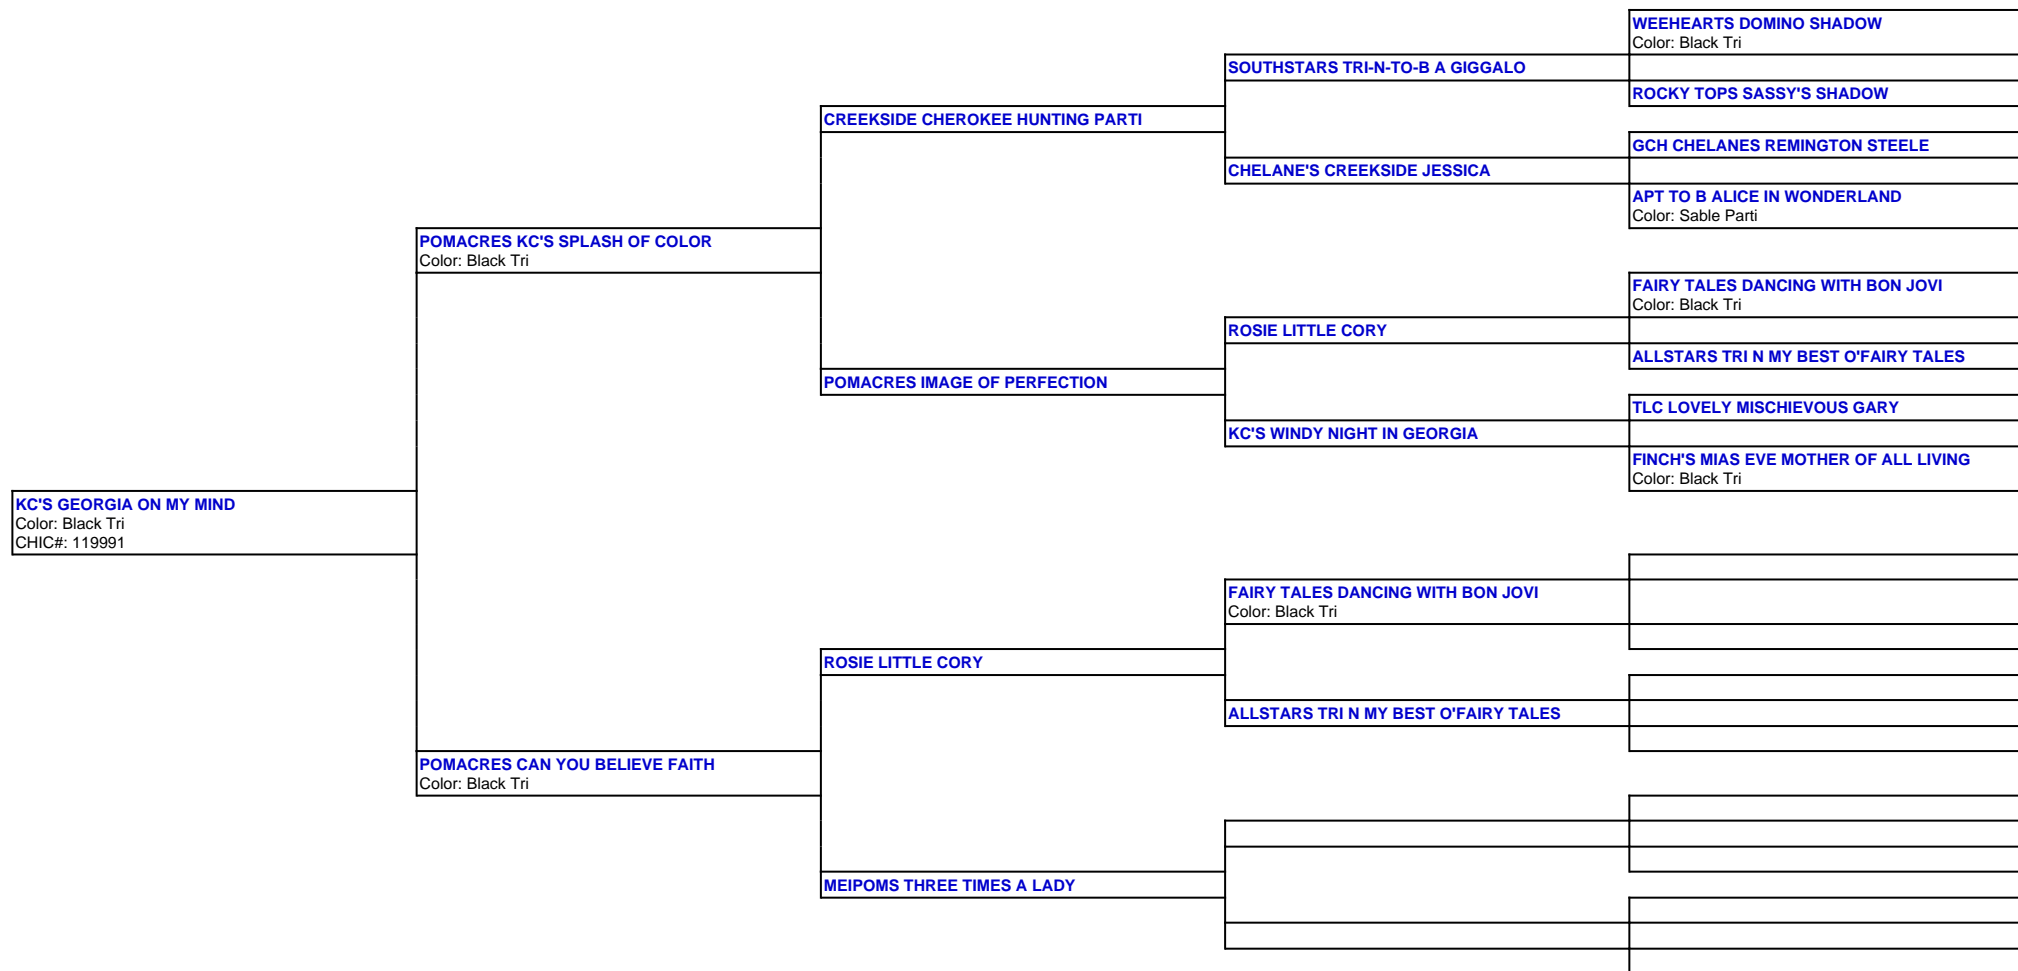 WEEHEARTS DOMINO SHADOW
Color: Black Tri
SOUTHSTARS TRI-N-TO-B A GIGGALO
ROCKY TOPS SASSY'S SHADOW
CREEKSIDE CHEROKEE HUNTING PARTI
GCH CHELANES REMINGTON STEELE
CHELANE'S CREEKSIDE JESSICA
APT TO B ALICE IN WONDERLAND
Color: Sable Parti
POMACRES KC'S SPLASH OF COLOR
Color: Black Tri
FAIRY TALES DANCING WITH BON JOVI
Color: Black Tri
ROSIE LITTLE CORY
ALLSTARS TRI N MY BEST O'FAIRY TALES
POMACRES IMAGE OF PERFECTION
TLC LOVELY MISCHIEVOUS GARY
KC'S WINDY NIGHT IN GEORGIA
FINCH'S MIAS EVE MOTHER OF ALL LIVING
Color: Black Tri
KC'S GEORGIA ON MY MIND
Color: Black Tri
CHIC#: 119991
FAIRY TALES DANCING WITH BON JOVI
Color: Black Tri
ROSIE LITTLE CORY
ALLSTARS TRI N MY BEST O'FAIRY TALES
POMACRES CAN YOU BELIEVE FAITH
Color: Black Tri
MEIPOMS THREE TIMES A LADY